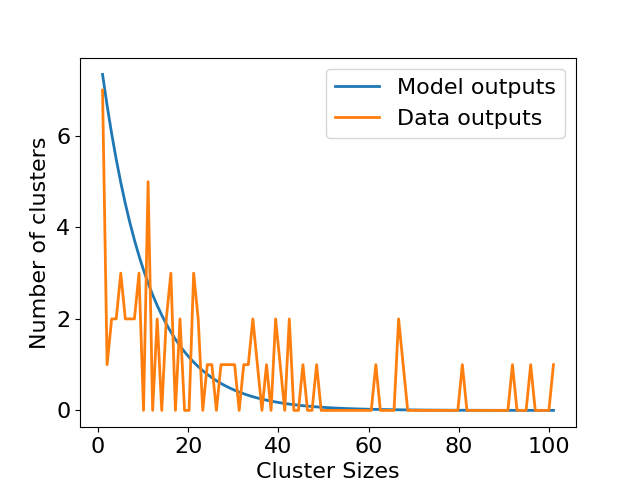 Model outputs
Data outputs
Number of clusters
6
4
2
0
0 20 40 60 80 100
Cluster Sizes